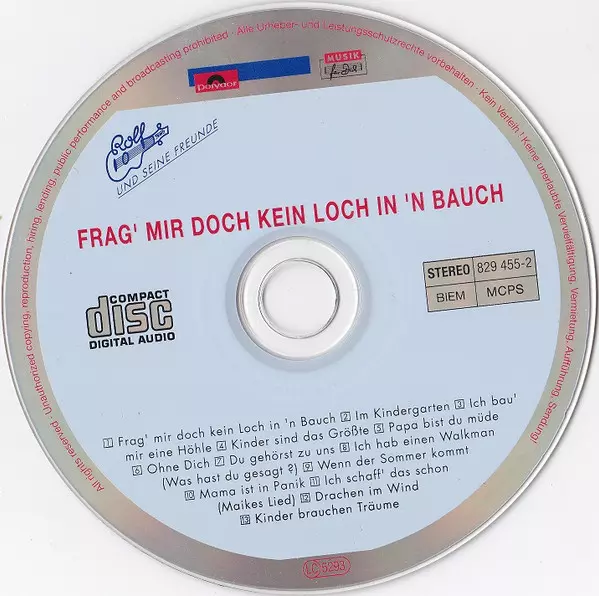 All rights reserved · Unauthorized copying, reproduction, hiring, lending, public performance and broadcasting prohibited · Alle Urheber- und Leistungsschutzrechte vorbehalten · Kein Verleih! Keine unerlaubte Vervielfältigung, Vermietung, Aufführung, Sendung!
Polydor
MUSIK
für Dich!
Rolf
UND SEINE FREUNDE
FRAG' MIR DOCH KEIN LOCH IN 'N BAUCH
COMPACT
disc
DIGITAL AUDIO
STEREO 829 455-2
BIEM MCPS
1 Frag' mir doch kein Loch in 'n Bauch 2 Im Kindergarten 3 Ich bau'
mir eine Höhle 4 Kinder sind das Größte 5 Papa bist du müde
6 Ohne Dich 7 Du gehörst zu uns 8 Ich hab einen Walkman
(Was hast du gesagt ?) 9 Wenn der Sommer kommt
10 Mama ist in Panik 11 Ich schaff' das schon
(Maikes Lied) 12 Drachen im Wind
13 Kinder brauchen Träume
LC 5293